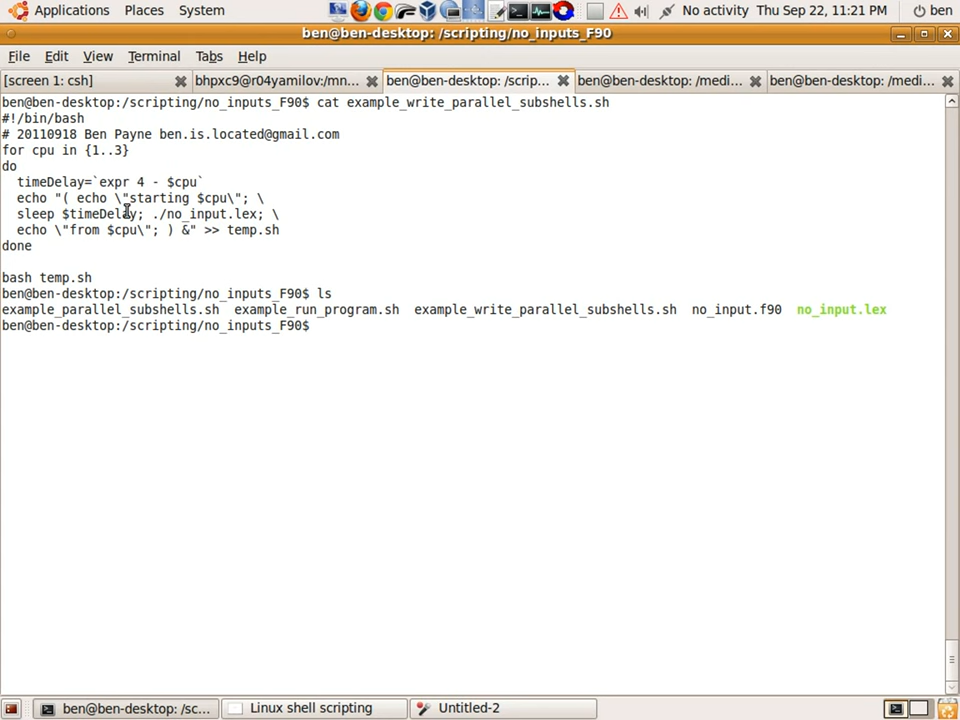 Applications Places System No activity Thu Sep 22, 11:21 PM ben
ben@ben-desktop: /scripting/no_inputs_F90
File Edit View Terminal Tabs Help
[screen 1: csh] bhpxc9@r04yamilov:/mn... ben@ben-desktop: /scrip... ben@ben-desktop: /medi... ben@ben-desktop: /medi...
ben@ben-desktop:/scripting/no_inputs_F90$ cat example_write_parallel_subshells.sh
#!/bin/bash
# 20110918 Ben Payne ben.is.located@gmail.com
for cpu in {1..3}
do
  timeDelay=`expr 4 - $cpu`
  echo "( echo \"starting $cpu\"; \
  sleep $timeDelay; ./no_input.lex; \
  echo \"from $cpu\"; ) &" >> temp.sh
done
bash temp.sh
ben@ben-desktop:/scripting/no_inputs_F90$ ls
example_parallel_subshells.sh  example_run_program.sh  example_write_parallel_subshells.sh  no_input.f90  no_input.lex
ben@ben-desktop:/scripting/no_inputs_F90$
ben@ben-desktop: /sc... Linux shell scripting Untitled-2